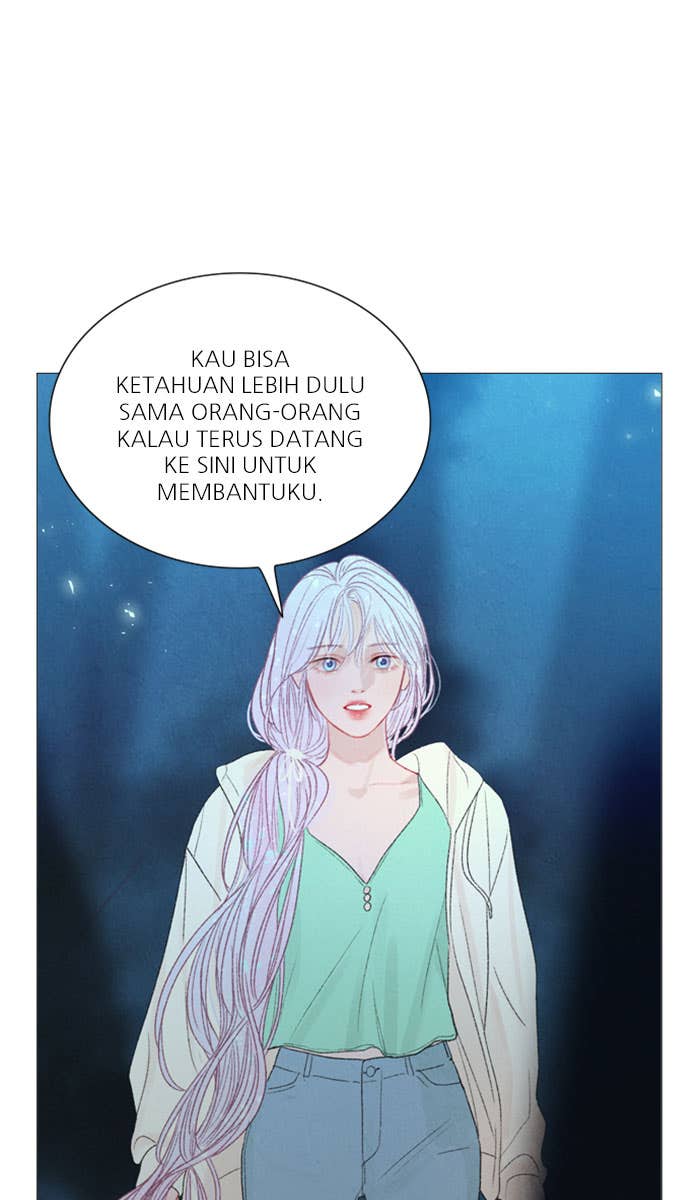 KAU BISA
KETAHUAN LEBIH DULU
SAMA ORANG-ORANG
KALAU TERUS DATANG
KE SINI UNTUK
MEMBANTUKU.